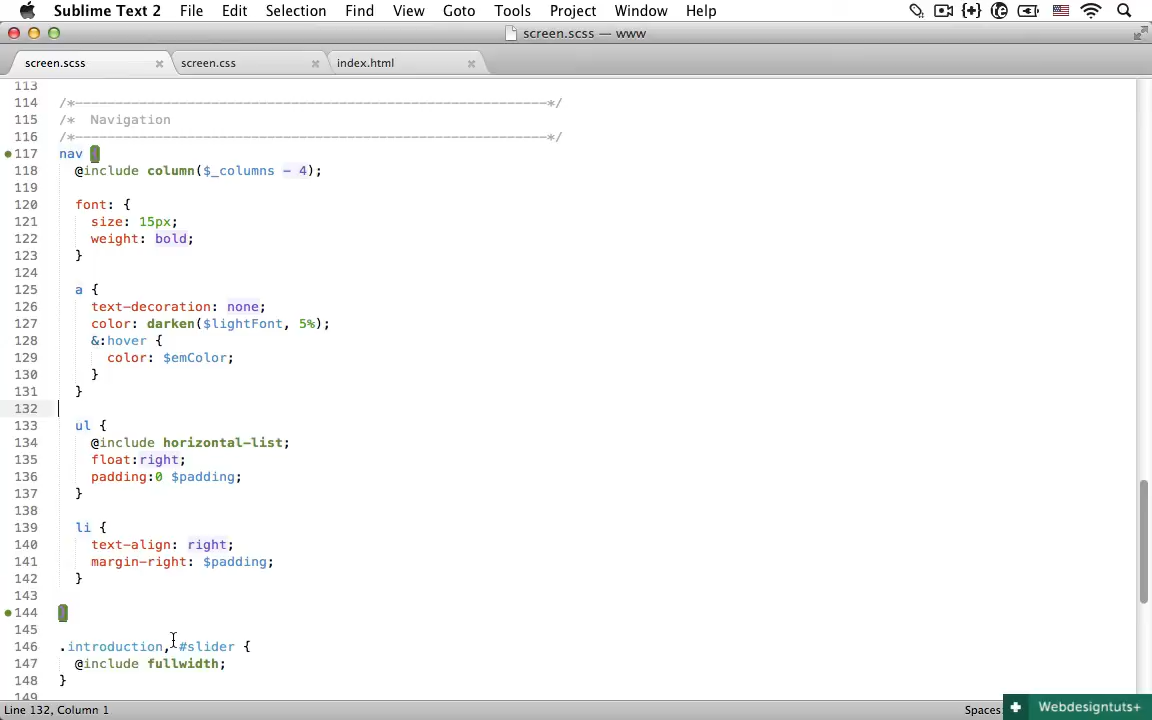 Sublime Text 2 File Edit Selection Find View Goto Tools Project Window Help
screen.scss — www
screen.scss screen.css index.html
113
114 /*-----------------------------------------------------------*/
115 /*  Navigation
116 /*-----------------------------------------------------------*/
117 nav {
118   @include column($_columns - 4);
119
120   font: {
121     size: 15px;
122     weight: bold;
123   }
124
125   a {
126     text-decoration: none;
127     color: darken($lightFont, 5%);
128     &:hover {
129       color: $emColor;
130     }
131   }
132
133   ul {
134     @include horizontal-list;
135     float:right;
136     padding:0 $padding;
137   }
138
139   li {
140     text-align: right;
141     margin-right: $padding;
142   }
143
144 }
145
146 .introduction, #slider {
147   @include fullwidth;
148 }
149
Line 132, Column 1
Spaces:
Webdesigntuts+